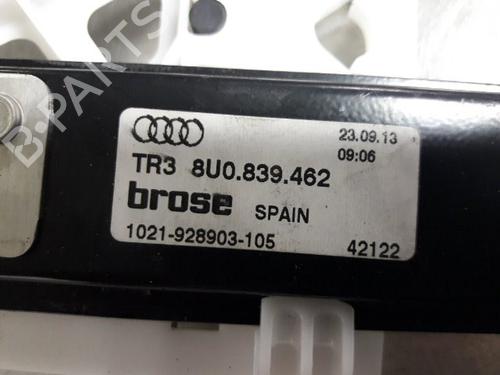 23.09.13
09:06
TR3 8U0.839.462
brose SPAIN
1021-928903-105 42122
B-PARTS